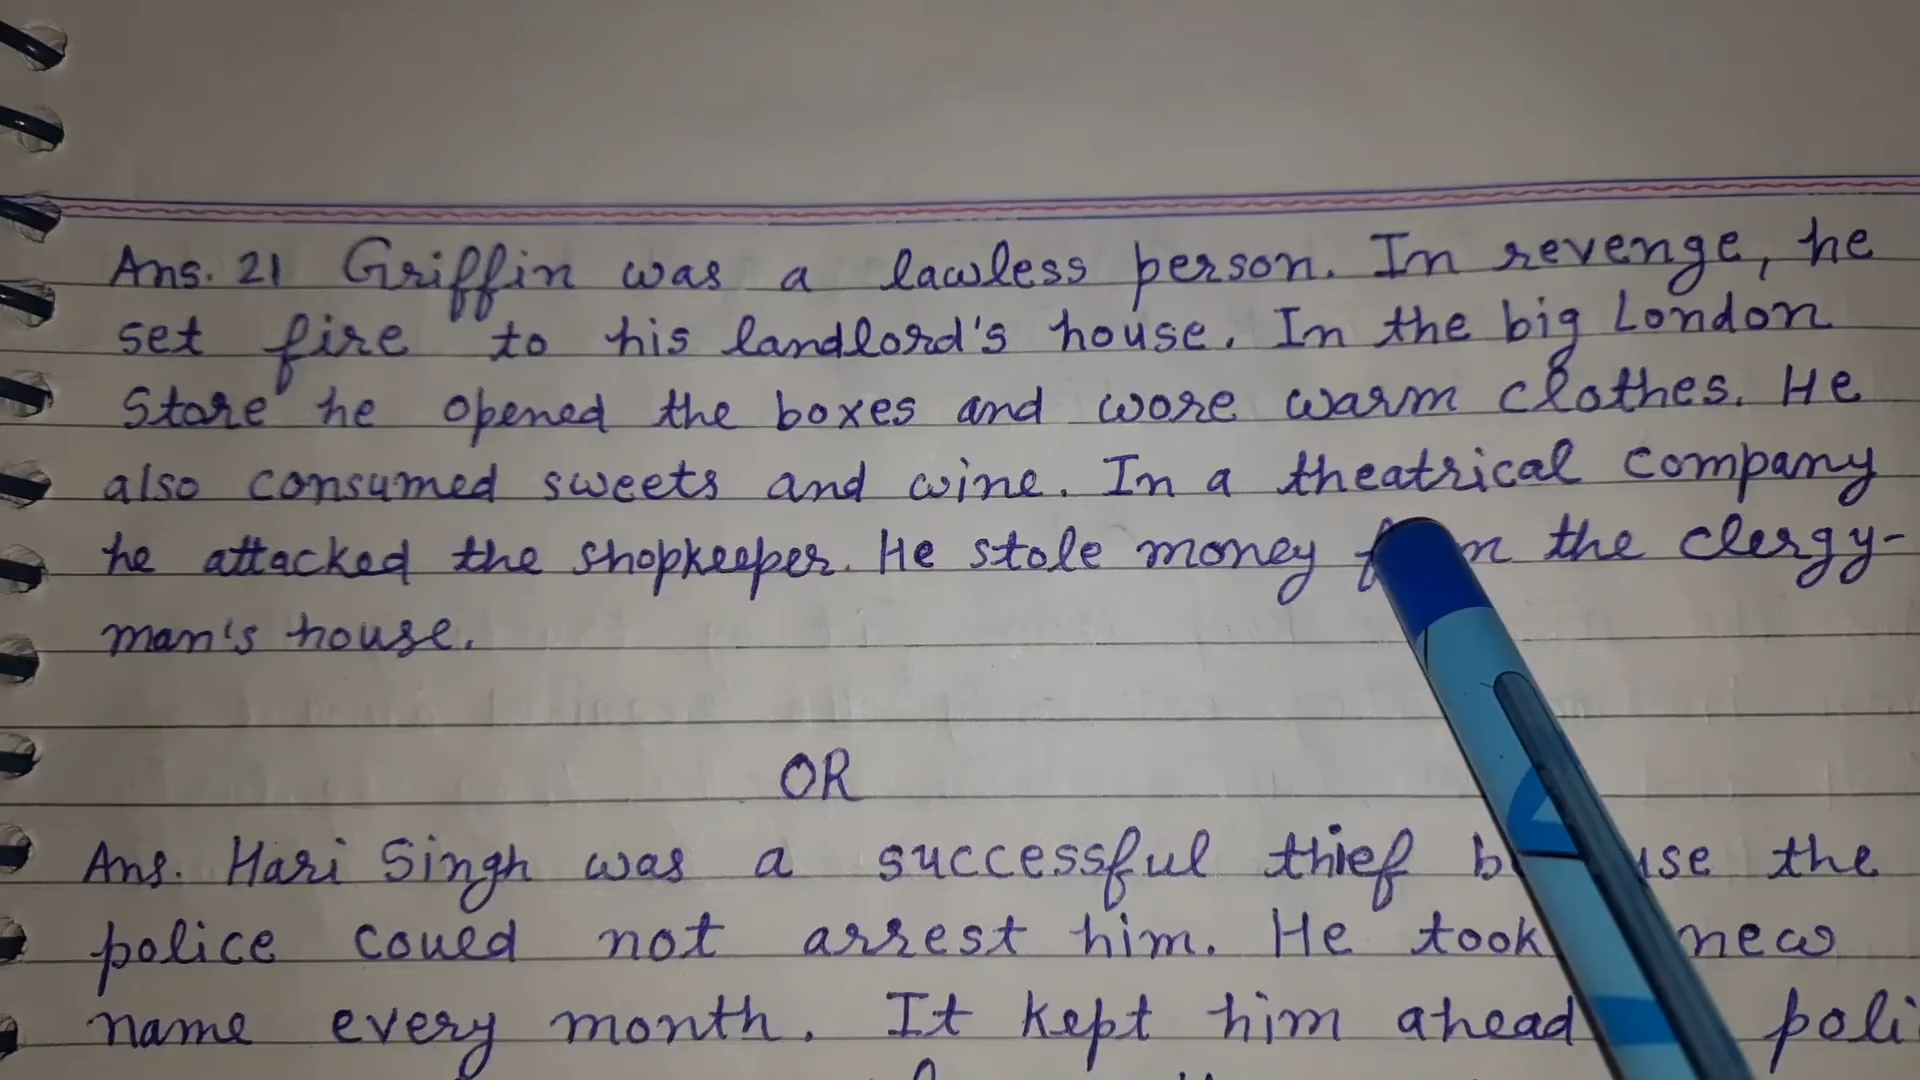 Ans. 21 Griffin was a lawless person. In revenge, he
set fire to his landlord's house. In the big London
Store he opened the boxes and wore warm clothes. He
also consumed sweets and wine. In a theatrical company
he attacked the shopkeeper. He stole money the clergy-
man's house.
OR
Ans. Hari Singh was a successful thief the
police could not arrest him. He took new
name every month. It kept him ahead